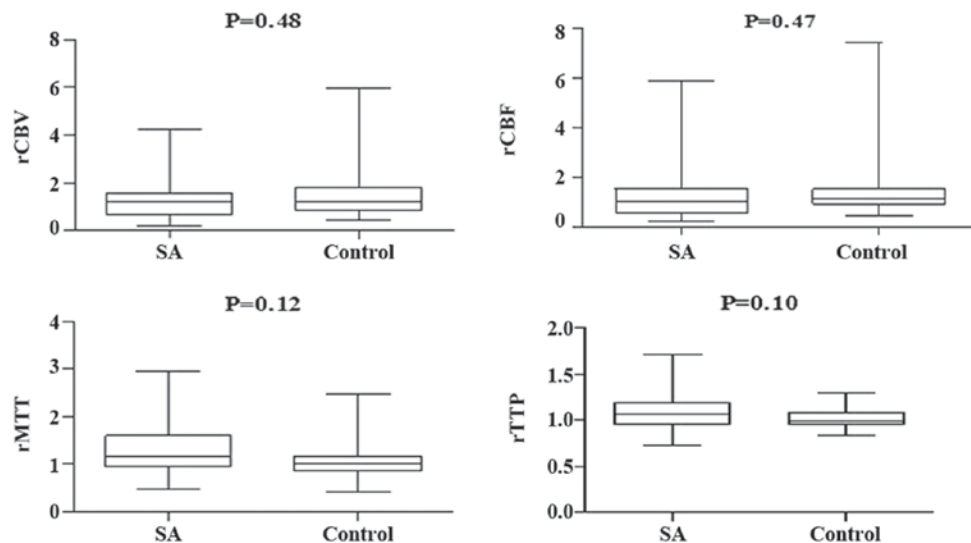 P=0.48
8
6
4
2
0
rCBV
SA
Control
P=0.47
8
6
4
2
0
rCBF
SA
Control
P=0.12
4
3
2
1
0
rMTT
SA
Control
P=0.10
2.0
1.5
1.0
0.5
0.0
rTTP
SA
Control